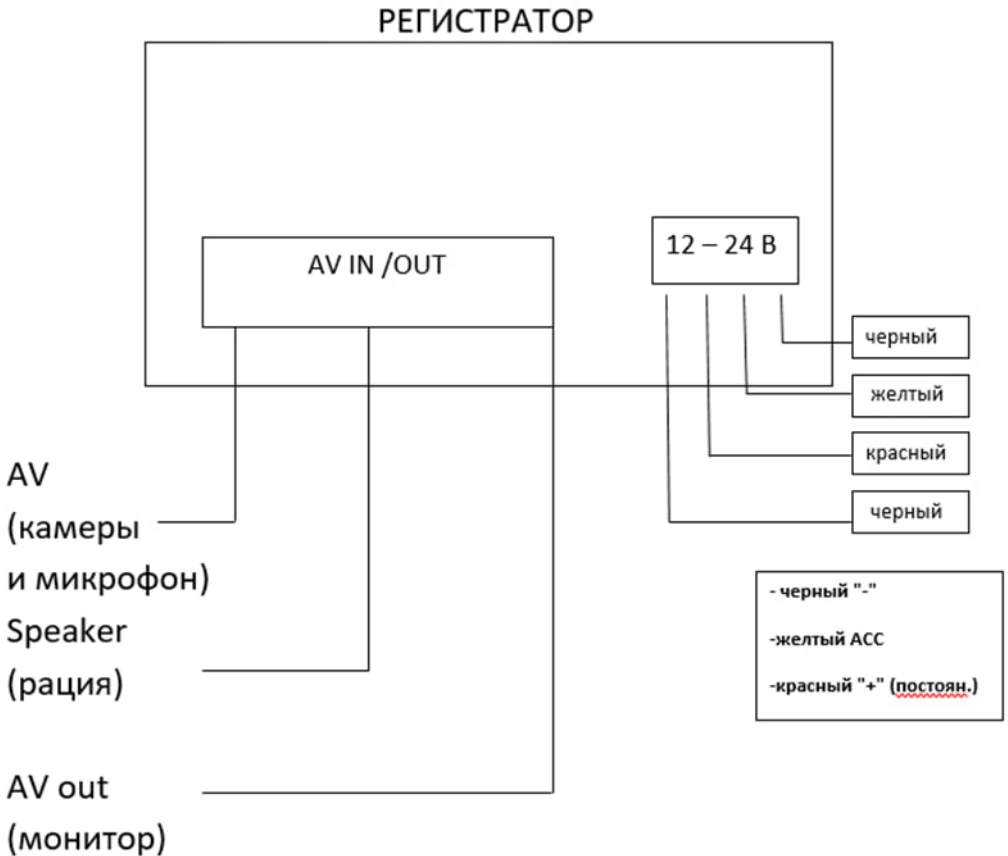 РЕГИСТРАТОР
AV IN /OUT
12 – 24 В
черный
желтый
красный
черный
AV
(камеры
и микрофон)
Speaker
(рация)
AV out
(монитор)
- черный "-"
-желтый АСС
-красный "+" (постоян.)